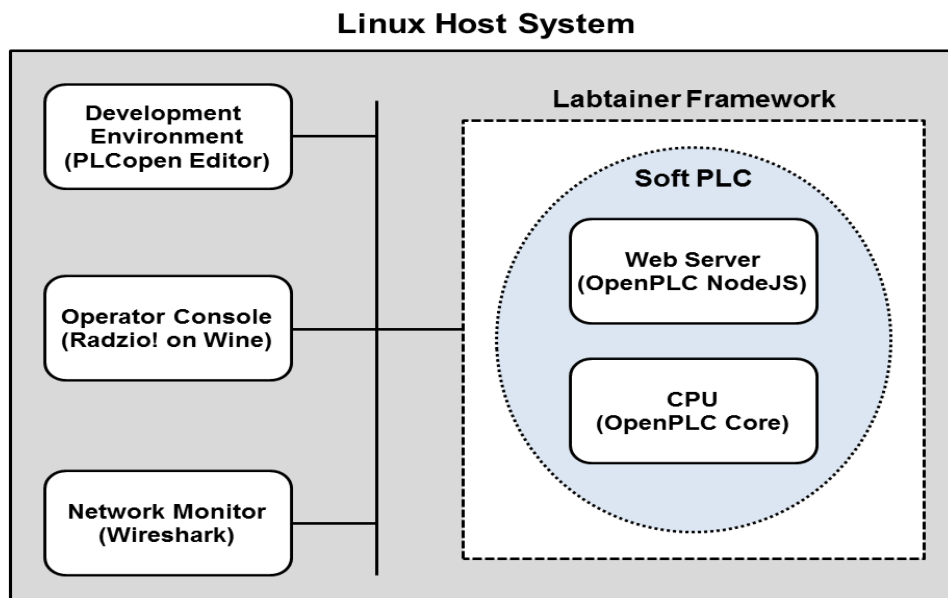 Linux Host System
Development
Environment
(PLCopen Editor)
Operator Console
(Radzio! on Wine)
Network Monitor
(Wireshark)
Labtainer Framework
Soft PLC
Web Server
(OpenPLC NodeJS)
CPU
(OpenPLC Core)